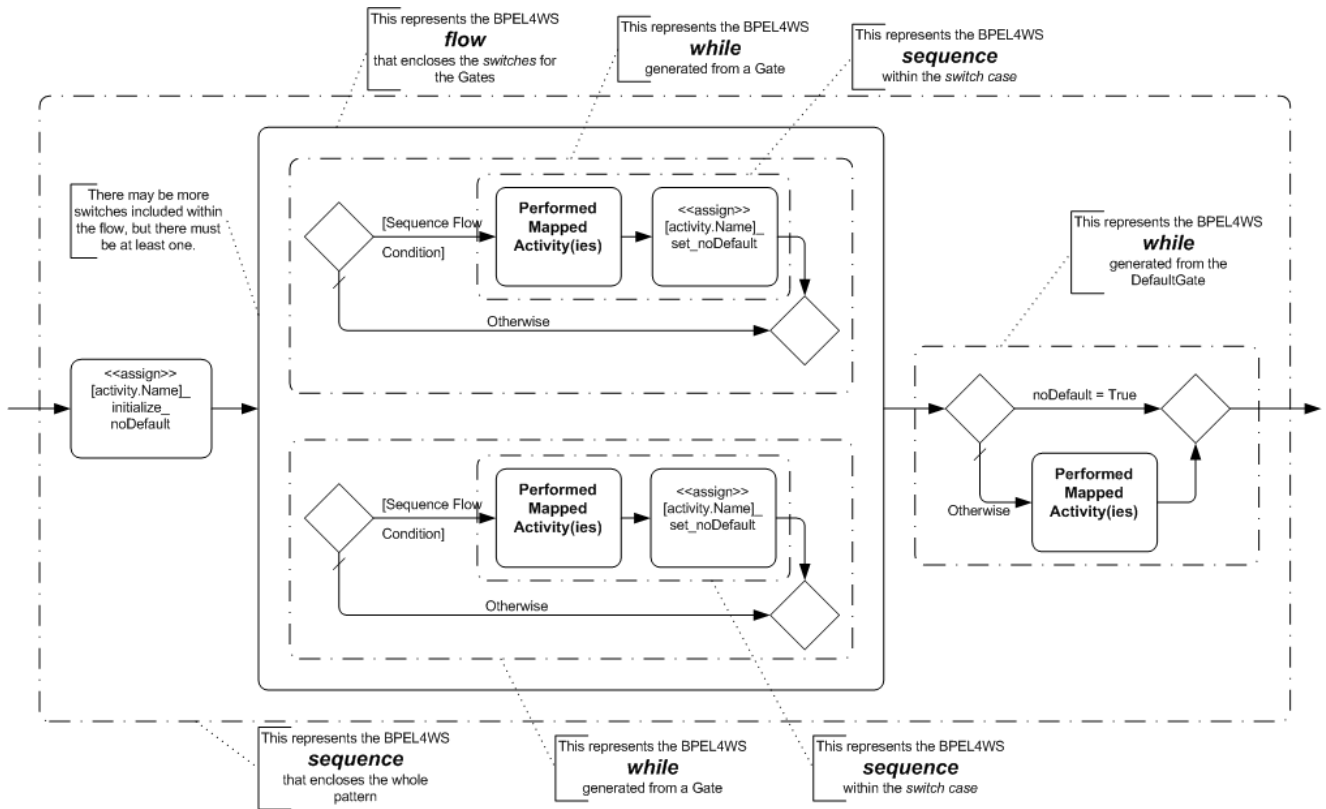 This represents the BPEL4WS
flow
that encloses the switches for
the Gates
This represents the BPEL4WS
while
generated from a Gate
This represents the BPEL4WS
sequence
within the switch case
There may be more
switches included within
the flow, but there must
be at least one.
[Sequence Flow
Condition]
Performed
Mapped
Activity(ies)
<<assign>>
[activity.Name]_
set_noDefault
Otherwise
This represents the BPEL4WS
while
generated from the
DefaultGate
<<assign>>
[activity.Name]_
initialize_
noDefault
noDefault = True
Performed
Mapped
Activity(ies)
Otherwise
[Sequence Flow
Condition]
Performed
Mapped
Activity(ies)
<<assign>>
[activity.Name]_
set_noDefault
Otherwise
This represents the BPEL4WS
sequence
that encloses the whole
pattern
This represents the BPEL4WS
while
generated from a Gate
This represents the BPEL4WS
sequence
within the switch case